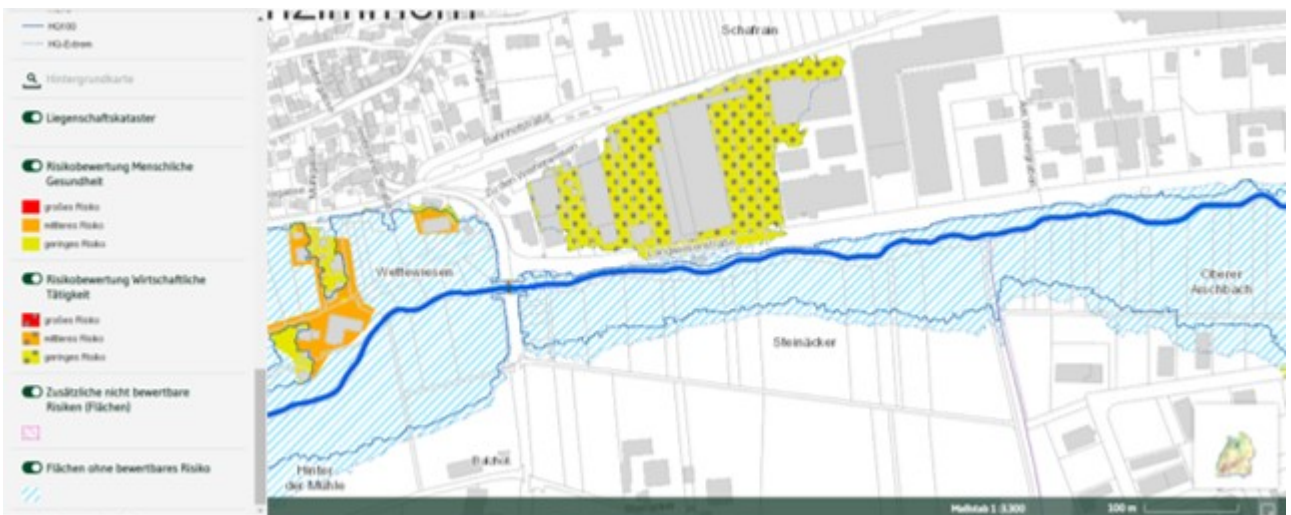 HQ100
HQ-Extrem
Hintergrundkarte
Liegenschaftskataster
Risikobewertung Menschliche
Gesundheit
großes Risiko
mittleres Risiko
geringes Risiko
Risikobewertung Wirtschaftliche
Tätigkeit
großes Risiko
mittleres Risiko
geringes Risiko
Zusätzliche nicht bewertbare
Risiken (Flächen)
Flächen ohne bewertbares Risiko
Schafrain
Bahnhofstraße
Wettewiesen
Oberer
Aischbach
Steinäcker
Hinter
der Mühle
Maßstab 1:3.300
100 m